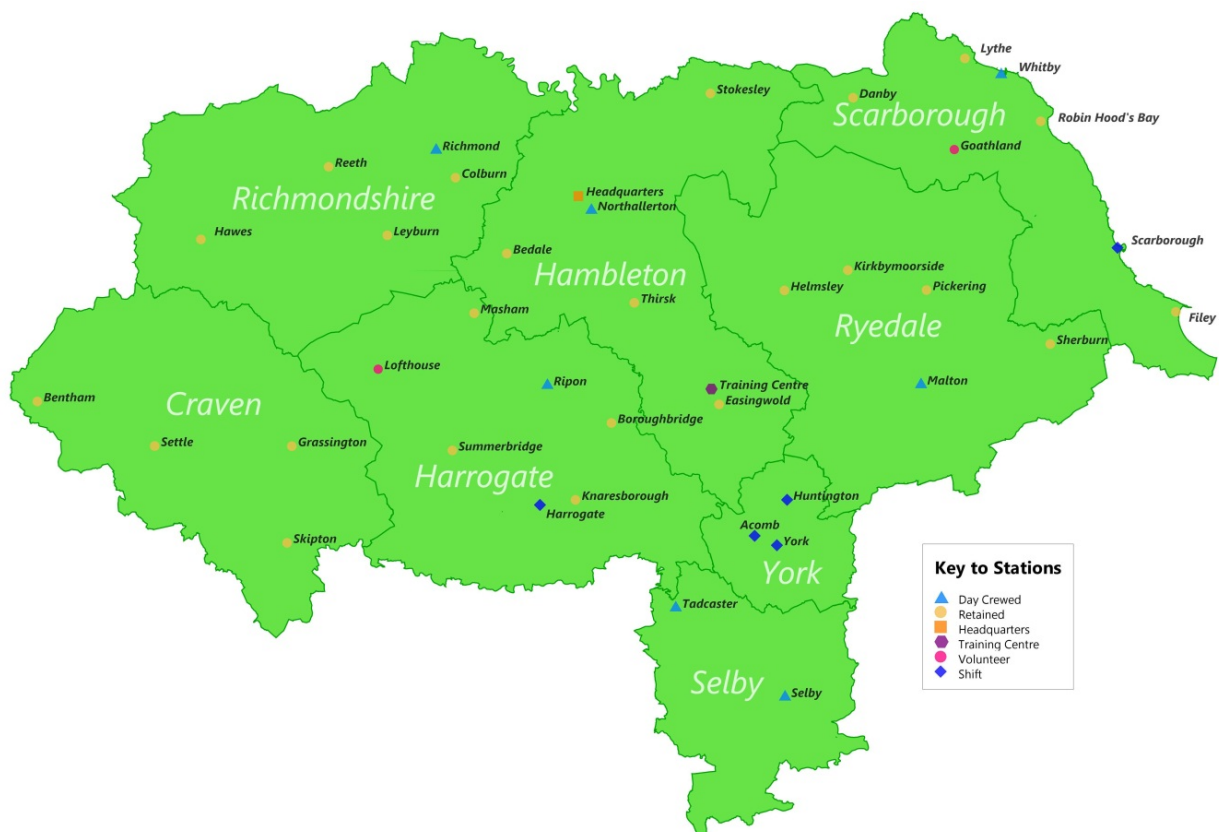 Lythe
Whitby
Stokesley
Danby
Scarborough
Robin Hood's Bay
Richmond
Goathland
Reeth
Colburn
Richmondshire
Headquarters
Northallerton
Hawes
Leyburn
Scarborough
Bedale
Hambleton
Kirkbymoorside
Helmsley
Pickering
Thirsk
Masham
Filey
Ryedale
Sherburn
Lofthouse
Ripon
Training Centre
Malton
Bentham
Craven
Easingwold
Boroughbridge
Settle
Grassington
Summerbridge
Harrogate
Knaresborough
Huntington
Harrogate
Acomb
Skipton
York
York
Key to Stations
Day Crewed
Retained
Headquarters
Training Centre
Volunteer
Shift
Tadcaster
Selby
Selby